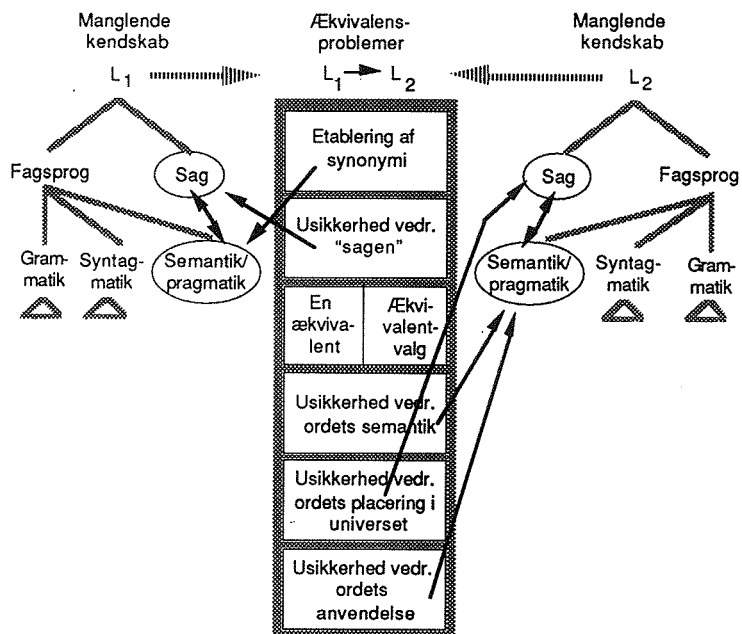 Manglende
kendskab
L1
Ækvivalens-
problemer
L1 L2
Manglende
kendskab
L2
Fagsprog
Sag
Gram-
matik
Syntag-
matik
Semantik/
pragmatik
Etablering af
synonymi
Usikkerhed vedr.
"sagen"
En
ækviva-
lent
Ækvi-
valent-
valg
Usikkerhed vedr.
ordets semantik
Usikkerhed vedr.
ordets placering i
universet
Usikkerhed vedr.
ordets
anvendelse
Sag
Fagsprog
Semantik/
pragmatik
Syntag-
matik
Gram-
matik